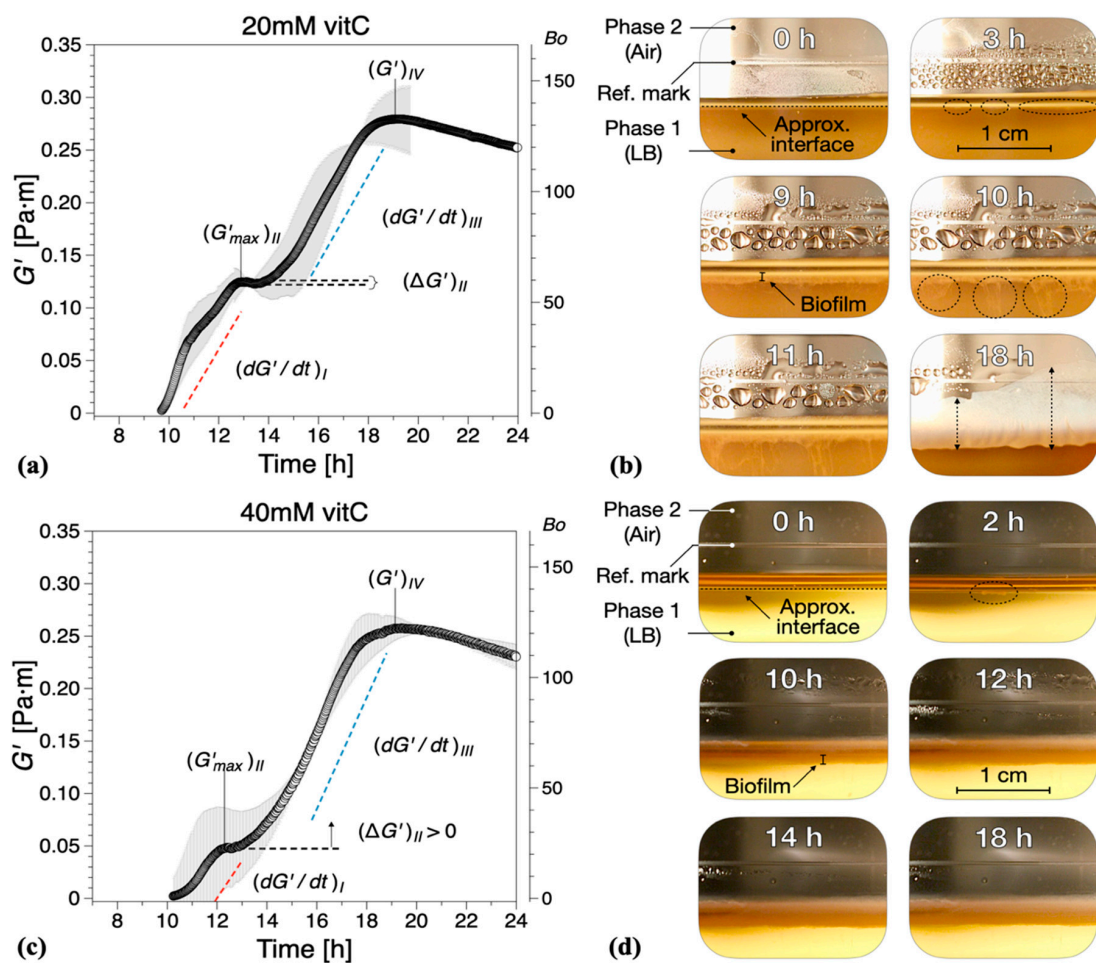 20mM vitC
0.35
0.30
0.25
0.20
0.15
0.10
0.05
0
G' [Pa·m]
Bo
150
100
50
0
(G')IV
(dG'/dt)III
(G'max)II
(ΔG')II
(dG'/dt)I
8 10 12 14 16 18 20 22 24
Time [h]
(a)
Phase 2
(Air)
Ref. mark
Phase 1
(LB)
0 h
Approx.
interface
3 h
1 cm
9 h
Biofilm
10 h
11 h
18 h
(b)
40mM vitC
0.35
0.30
0.25
0.20
0.15
0.10
0.05
0
G' [Pa·m]
Bo
150
100
50
0
(G')IV
(G'max)II
(dG'/dt)III
(ΔG')II > 0
(dG'/dt)I
8 10 12 14 16 18 20 22 24
Time [h]
(c)
Phase 2
(Air)
Ref. mark
Phase 1
(LB)
0 h
Approx.
interface
2 h
10 h
Biofilm
12 h
1 cm
14 h
18 h
(d)